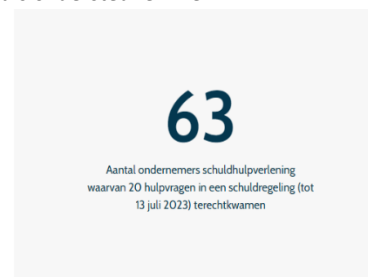 63
Aantal ondernemers schuldhulpverlening
waarvan 20 hulpvragen in een schuldregeling (tot
13 juli 2023) terechtkwamen